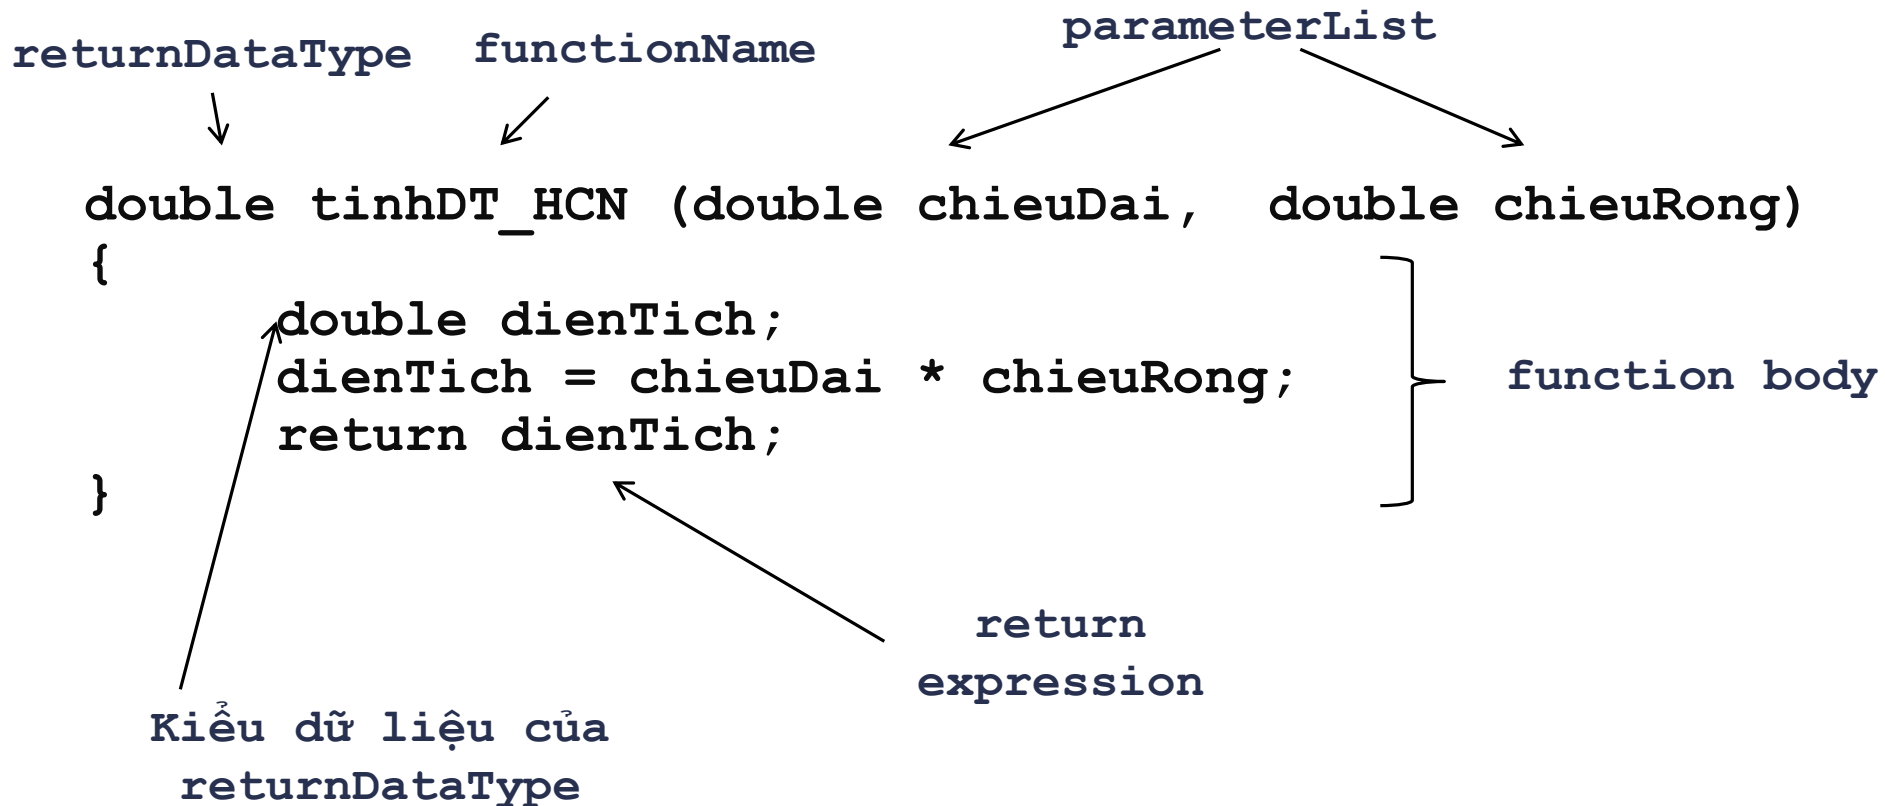 parameterList
returnDataType functionName
double tinhDT_HCN (double chieuDai, double chieuRong)
{
double dienTich;
dienTich = chieuDai * chieuRong;
function body
return dienTich;
}
return
expression
Kiểu dữ liệu của
returnDataType